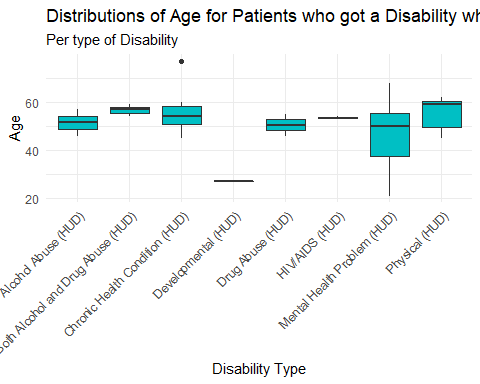 Distributions of Age for Patients who got a Disability wh
Per type of Disability
Age
60
40
20
Alcohol Abuse (HUD)
Both Alcohol and Drug Abuse (HUD)
Chronic Health Condition (HUD)
Developmental (HUD)
Drug Abuse (HUD)
HIV/AIDS (HUD)
Mental Health Problem (HUD)
Physical (HUD)
Disability Type